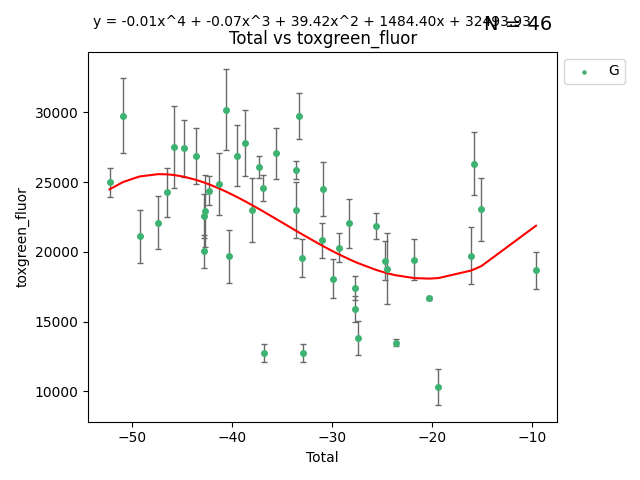 y = -0.01x^4 + -0.07x^3 + 39.42x^2 + 1484.40x + 32493.93
N = 46
Total vs toxgreen_fluor
G
30000
25000
20000
15000
10000
toxgreen_fluor
−50
−40
−30
−20
−10
Total